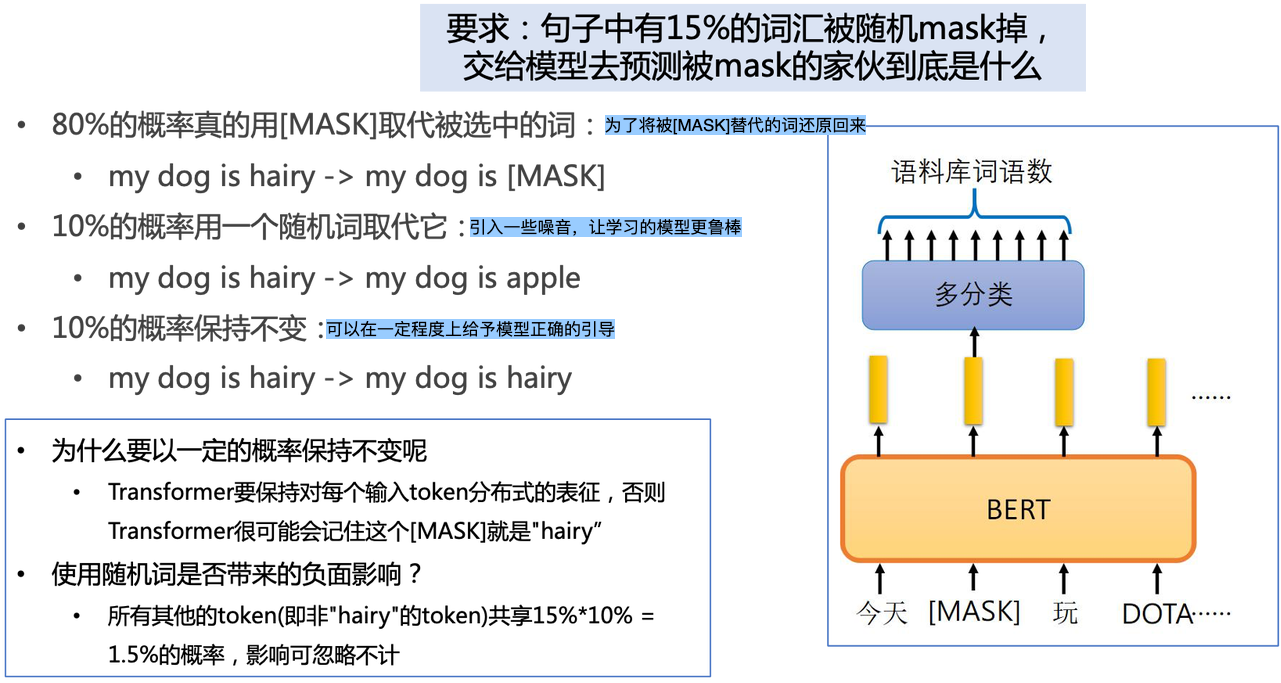 要求：句子中有15%的词汇被随机mask掉，
交给模型去预测被mask的家伙到底是什么
• 80%的概率真的用[MASK]取代被选中的词：为了将被[MASK]替代的词还原回来
• my dog is hairy -> my dog is [MASK]
• 10%的概率用一个随机词取代它：引入一些噪音，让学习的模型更鲁棒
• my dog is hairy -> my dog is apple
• 10%的概率保持不变：可以在一定程度上给予模型正确的引导
• my dog is hairy -> my dog is hairy
• 为什么要以一定的概率保持不变呢
• Transformer要保持对每个输入token分布式的表征，否则
Transformer很可能会记住这个[MASK]就是"hairy”
• 使用随机词是否带来的负面影响？
• 所有其他的token(即非"hairy"的token)共享15%*10% =
1.5%的概率，影响可忽略不计
语料库词语数
多分类
……
BERT
今天 [MASK] 玩 DOTA……